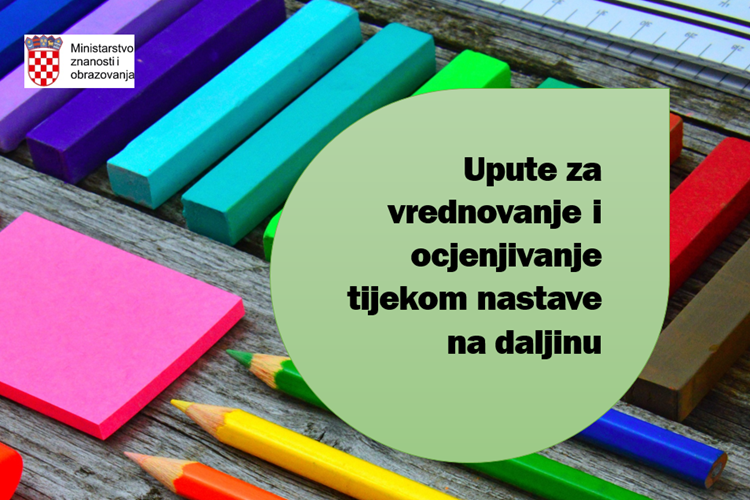 Ministarstvo
znanosti i
obrazovanja
Upute za
vrednovanje i
ocjenjivanje
tijekom nastave
na daljinu